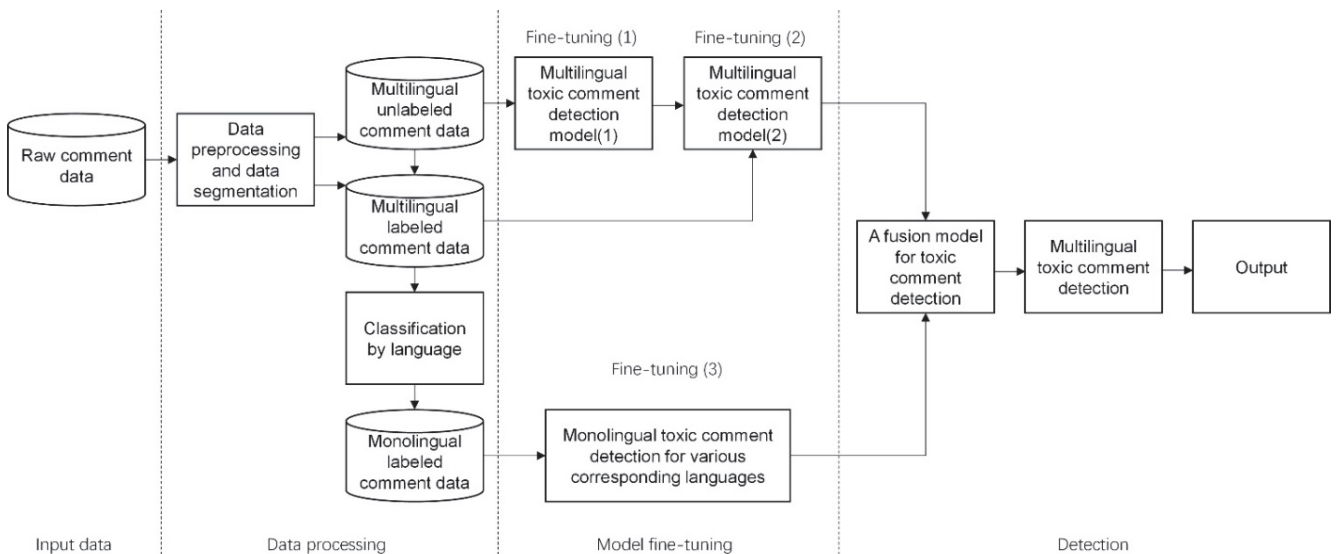 Raw comment
data
Data
preprocessing
and data
segmentation
Multilingual
unlabeled
comment data
Multilingual
labeled
comment data
Classification
by language
Monolingual
labeled
comment data
Fine-tuning (1)
Multilingual
toxic comment
detection
model(1)
Fine-tuning (2)
Multilingual
toxic comment
detection
model(2)
Fine-tuning (3)
Monolingual toxic comment
detection for various
corresponding languages
A fusion model
for toxic
comment
detection
Multilingual
toxic comment
detection
Output
Input data
Data processing
Model fine-tuning
Detection